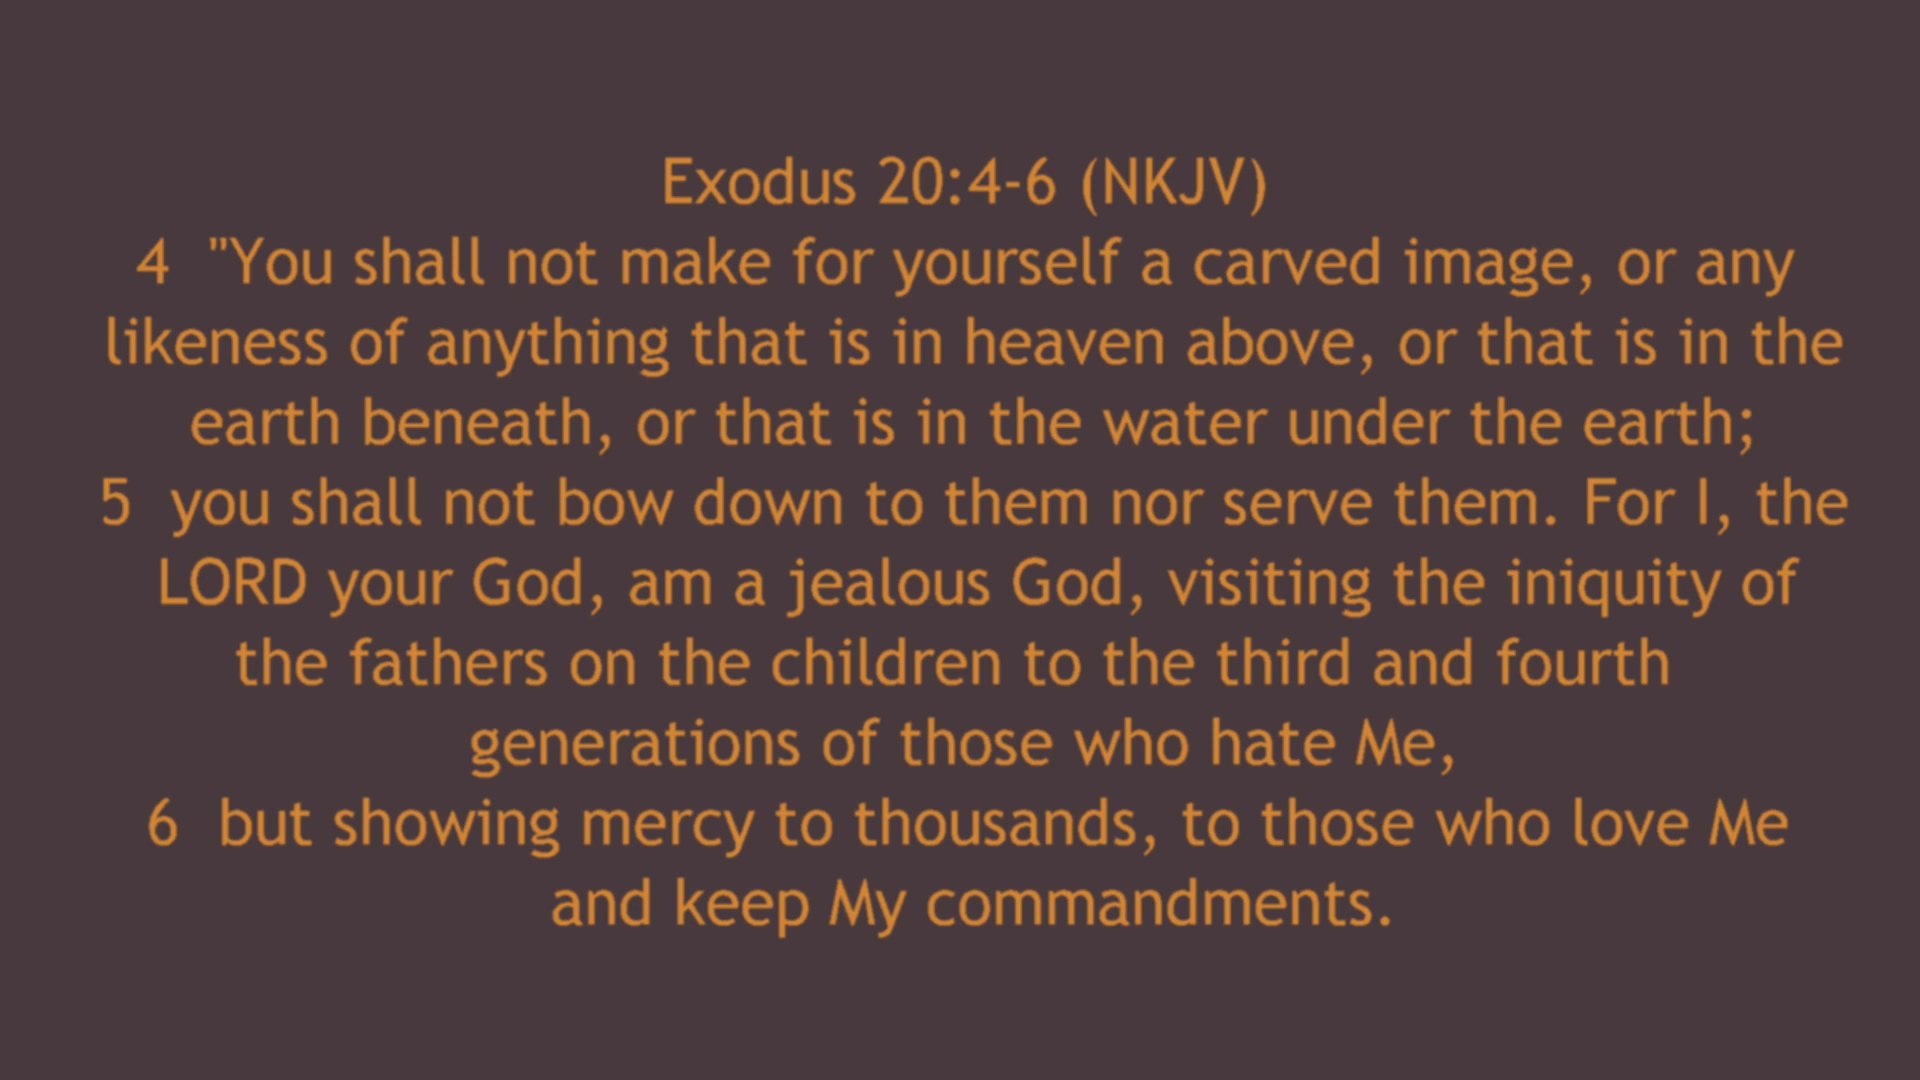 Exodus 20:4-6 (NKJV)
4  "You shall not make for yourself a carved image, or any
likeness of anything that is in heaven above, or that is in the
earth beneath, or that is in the water under the earth;
5  you shall not bow down to them nor serve them. For I, the
LORD your God, am a jealous God, visiting the iniquity of
the fathers on the children to the third and fourth
generations of those who hate Me,
6  but showing mercy to thousands, to those who love Me
and keep My commandments.